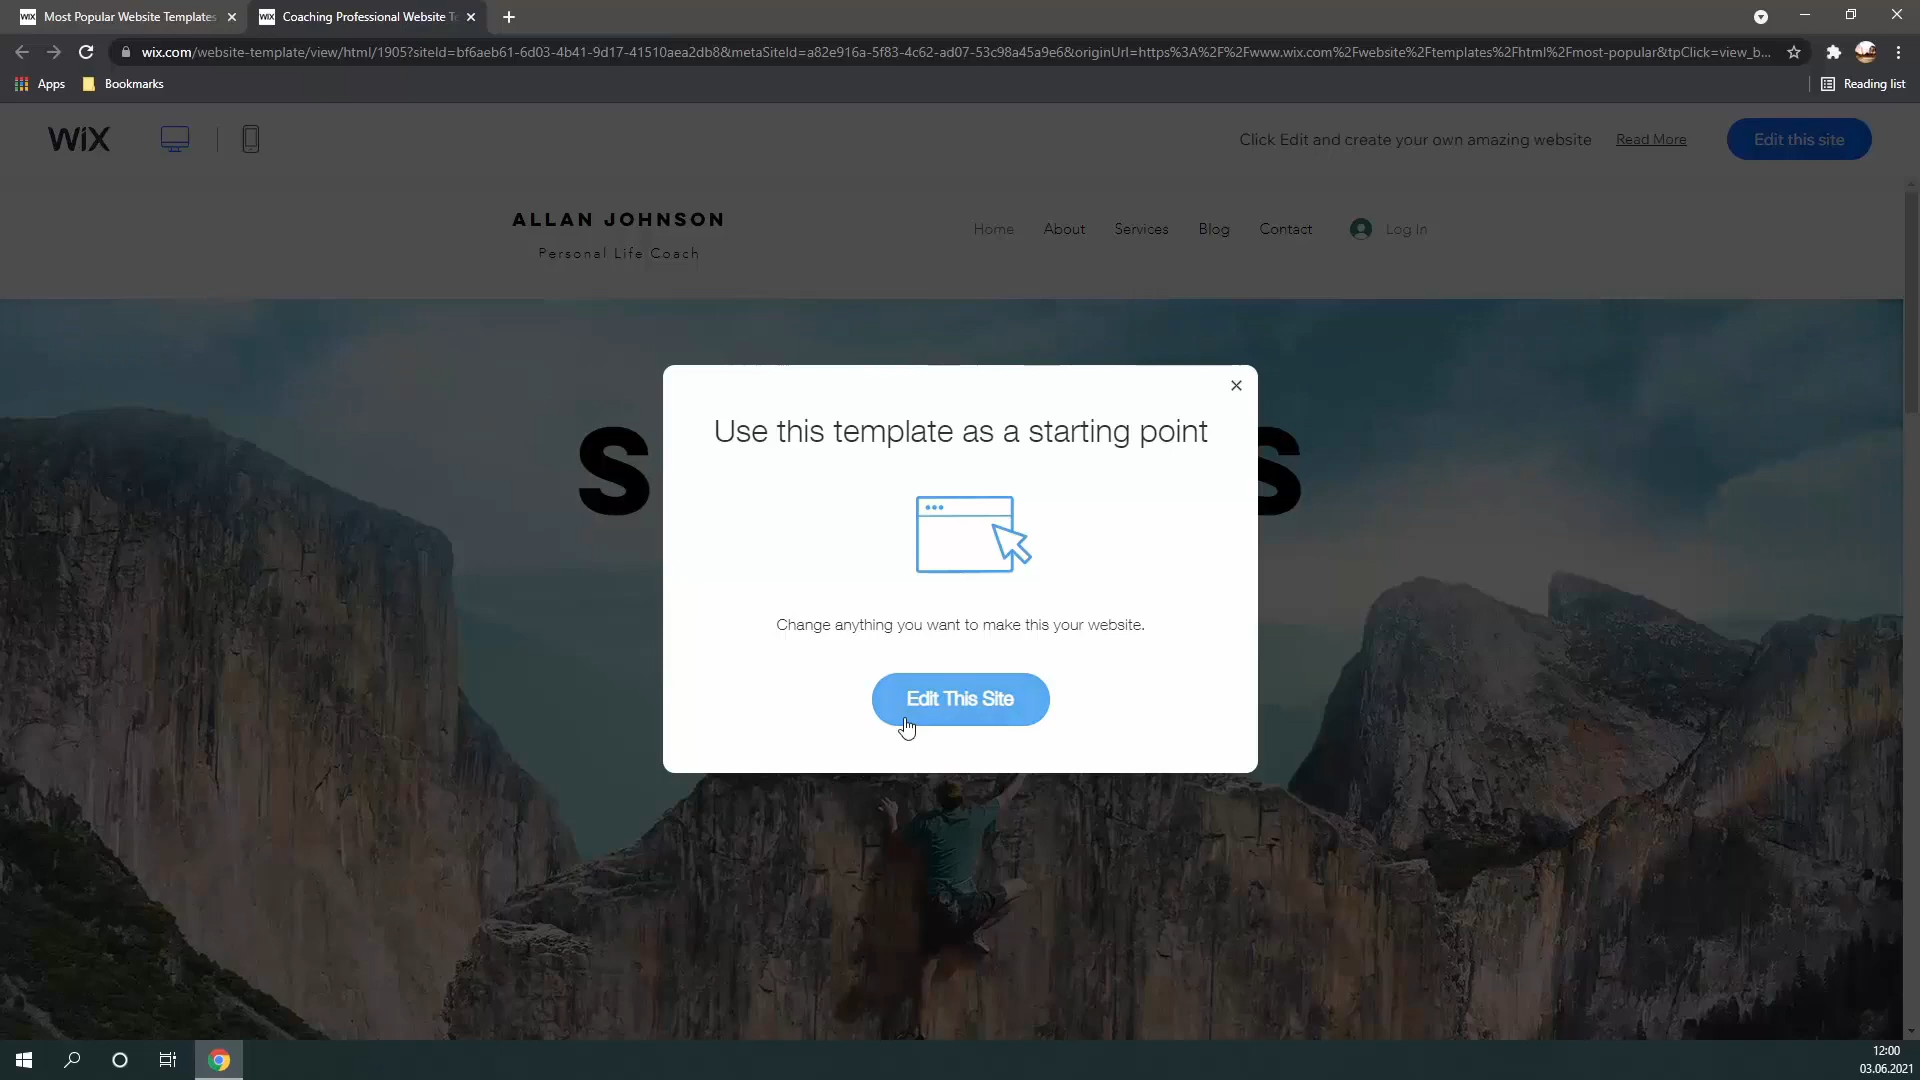 WiX Most Popular Website Templates
WiX Coaching Professional Website Te
wix.com/website-template/view/html/1905?siteId=bf6aeb61-6d03-4b41-9d17-41510aea2db8&metaSiteId=a82e916a-5f83-4c62-ad07-53c98a45a9e6&originUrl=https%3A%2F%2Fwww.wix.com%2Fwebsite%2Ftemplates%2Fhtml%2Fmost-popular&tpClick=view_b...
Apps Bookmarks Reading list
WiX
Click Edit and create your own amazing website Read More Edit this site
ALLAN JOHNSON
Personal Life Coach
Home About Services Blog Contact Log In
S S
Use this template as a starting point
Change anything you want to make this your website.
Edit This Site
12:00
03.06.2021